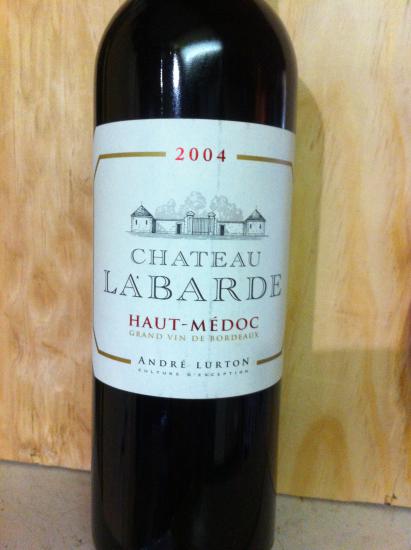 2004
CHATEAU
LABARDE
HAUT-MÉDOC
GRAND VIN DE BORDEAUX
ANDRÉ LURTON
CULTURE D'EXCEPTION